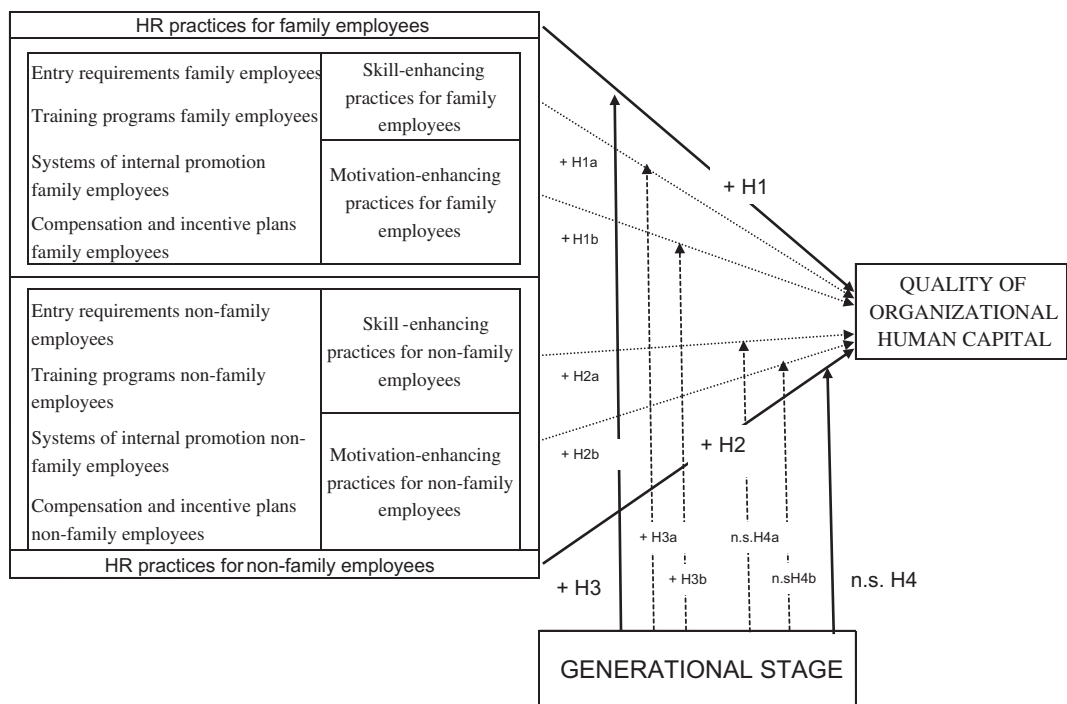 HR practices for family employees
Entry requirements family employees
Training programs family employees
Systems of internal promotion
family employees
Compensation and incentive plans
family employees
Skill-enhancing
practices for family
employees
Motivation-enhancing
practices for family
employees
Entry requirements non-family
employees
Training programs non-family
employees
Systems of internal promotion non-
family employees
Compensation and incentive plans
non-family employees
Skill -enhancing
practices for non-family
employees
Motivation-enhancing
practices for non-family
employees
HR practices for non-family employees
+ H1a
+ H1
+ H1b
+ H2a
+ H2
+ H2b
QUALITY OF
ORGANIZATIONAL
HUMAN CAPITAL
+ H3
+ H3a
+ H3b
n.s.H4a
n.sH4b
n.s. H4
GENERATIONAL STAGE